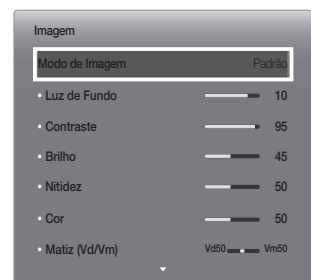 Imagem
Modo de Imagem Padrão
• Luz de Fundo 10
• Contraste 95
• Brilho 45
• Nitidez 50
• Cor 50
• Matiz (Vd/Vm) Vd50 Vm50